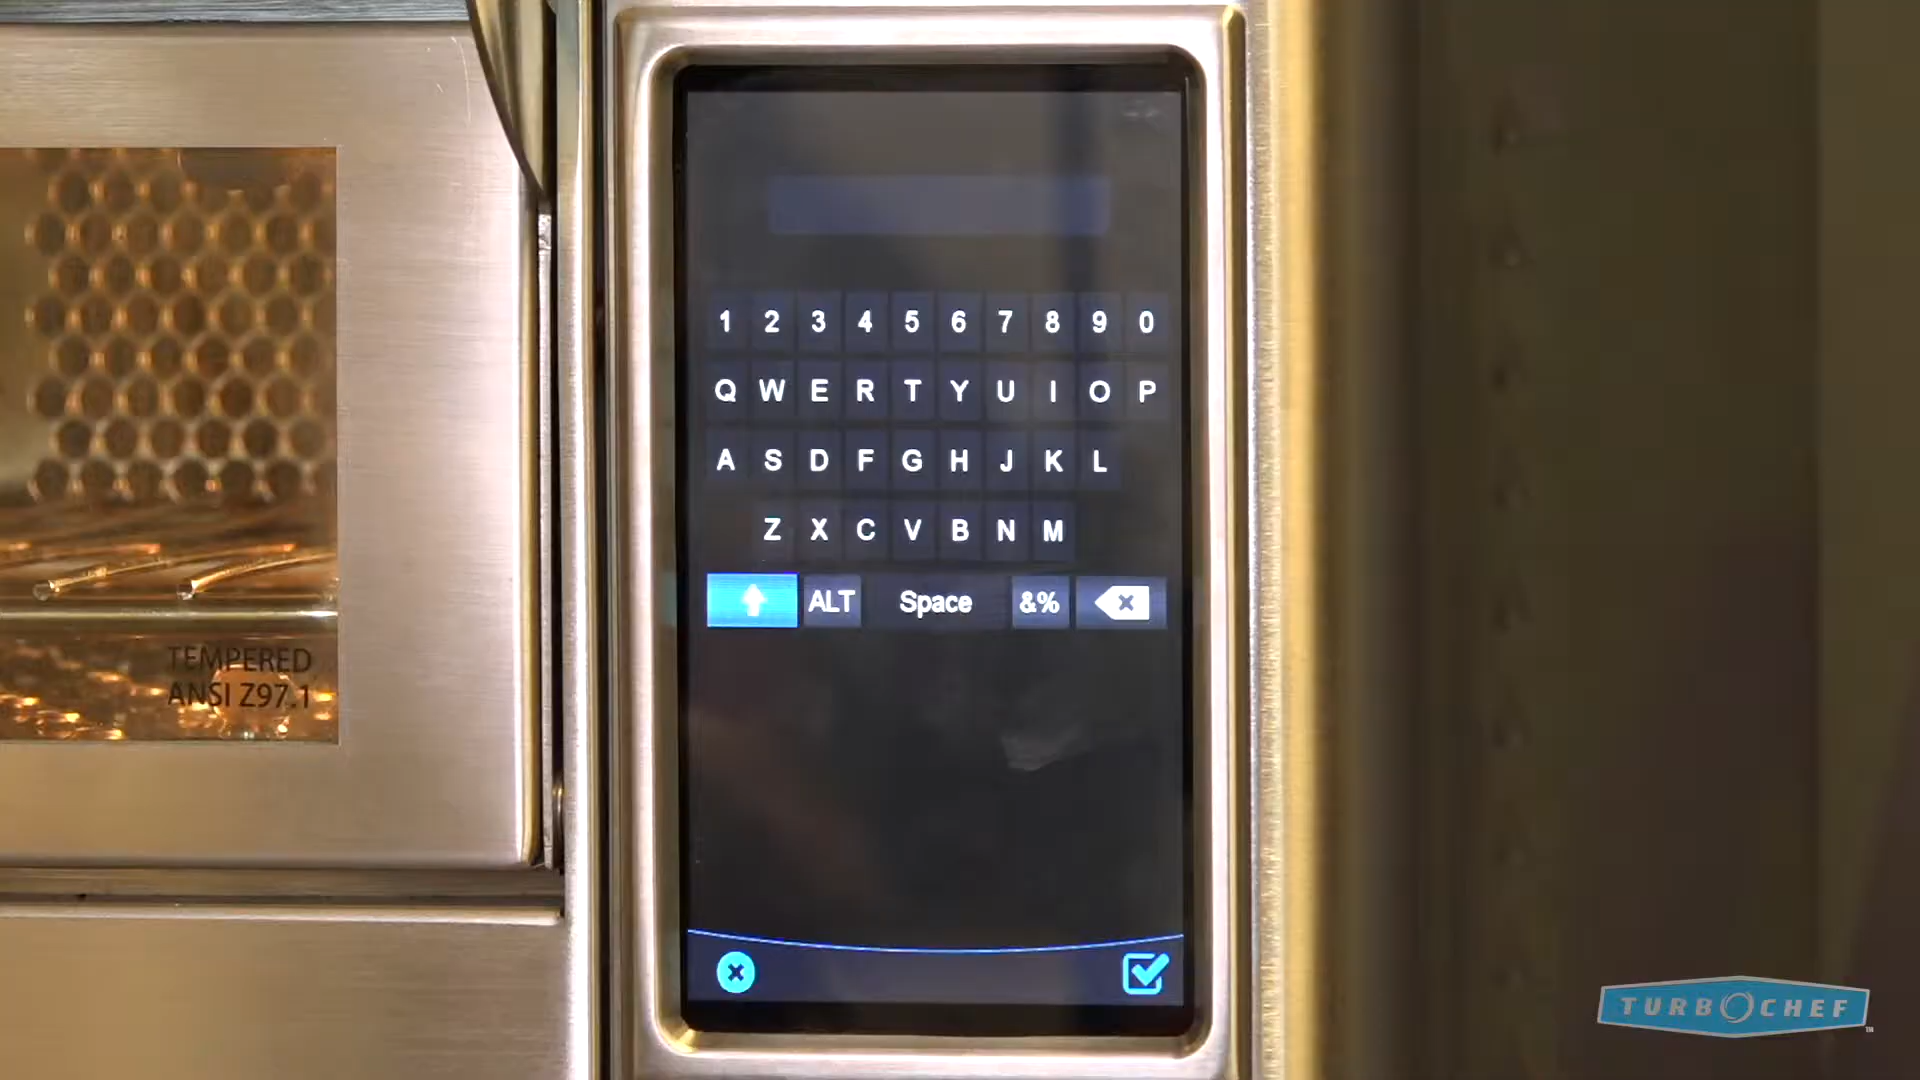 1 2 3 4 5 6 7 8 9 0
Q W E R T Y U I O P
A S D F G H J K L
Z X C V B N M
ALT Space &%
TEMPERED
ANSI Z97.1
TURBOCHEF